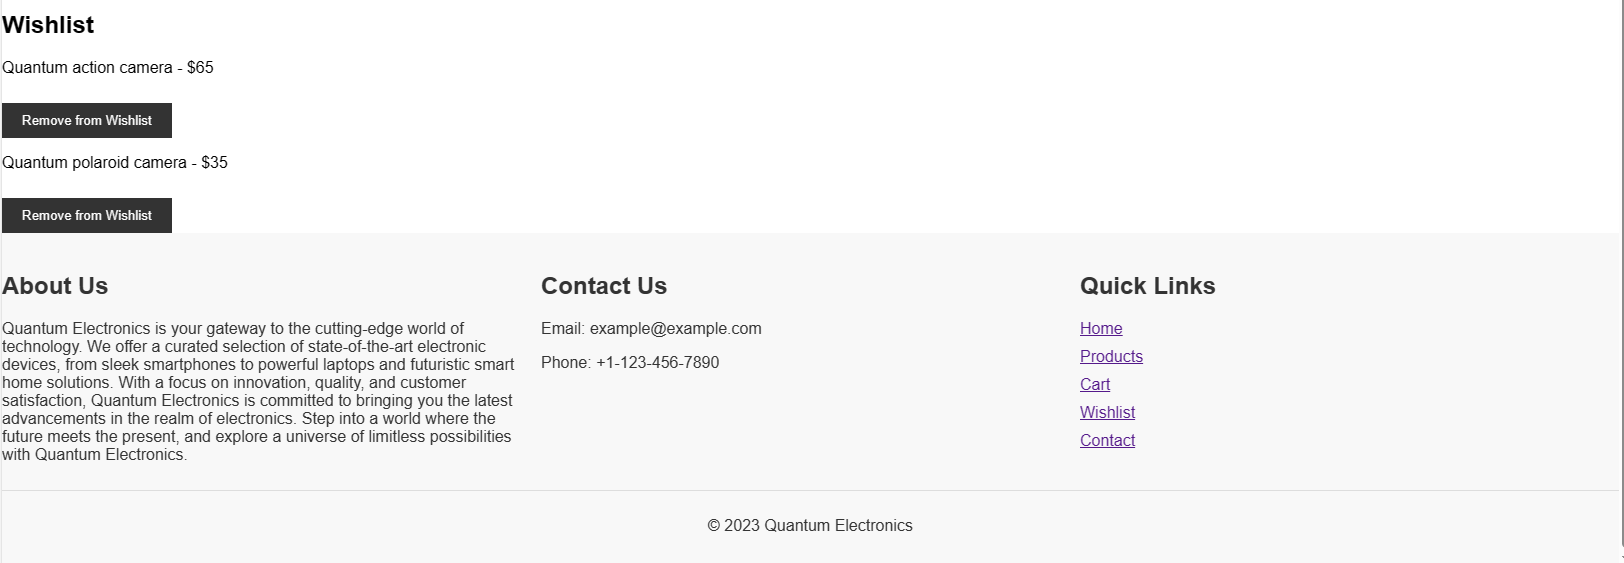 Wishlist
Quantum action camera - $65
Remove from Wishlist
Quantum polaroid camera - $35
Remove from Wishlist
About Us
Quantum Electronics is your gateway to the cutting-edge world of
technology. We offer a curated selection of state-of-the-art electronic
devices, from sleek smartphones to powerful laptops and futuristic smart
home solutions. With a focus on innovation, quality, and customer
satisfaction, Quantum Electronics is committed to bringing you the latest
advancements in the realm of electronics. Step into a world where the
future meets the present, and explore a universe of limitless possibilities
with Quantum Electronics.
Contact Us
Email: example@example.com
Phone: +1-123-456-7890
Quick Links
Home
Products
Cart
Wishlist
Contact
© 2023 Quantum Electronics